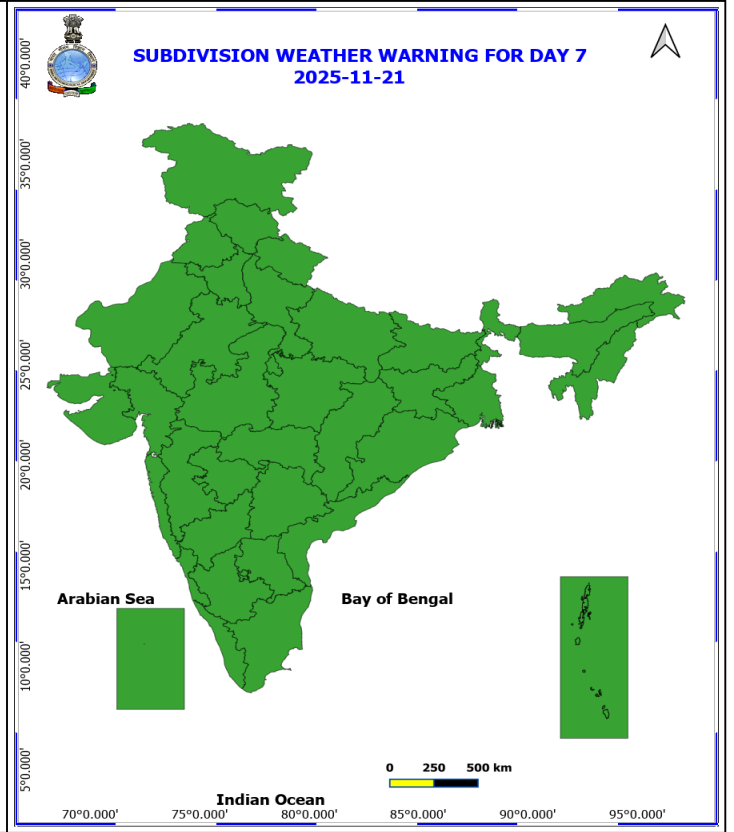 SUBDIVISION WEATHER WARNING FOR DAY 7
2025-11-21
40°0.000'
35°0.000'
30°0.000'
25°0.000'
20°0.000'
15°0.000'
10°0.000'
5°0.000'
Arabian Sea
Bay of Bengal
0 250 500 km
Indian Ocean
70°0.000' 75°0.000' 80°0.000' 85°0.000' 90°0.000' 95°0.000'